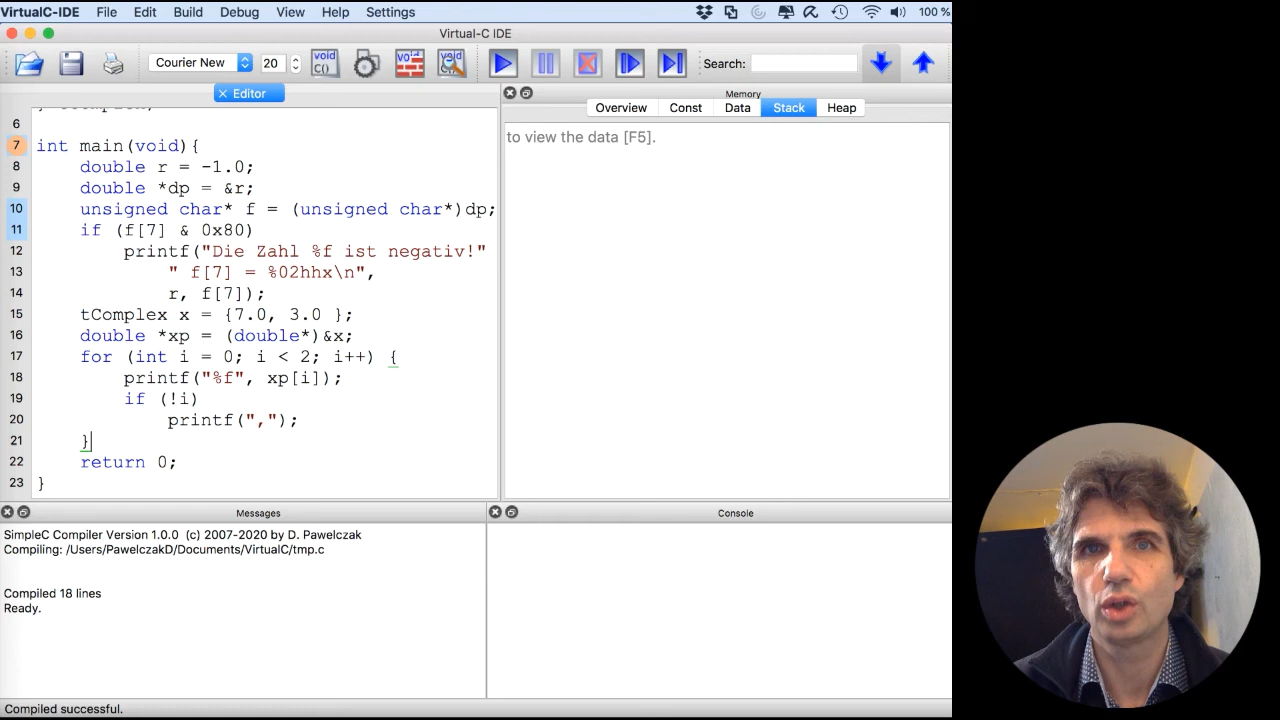 VirtualC-IDE File Edit Build Debug View Help Settings 100 %
Virtual-C IDE
Courier New 20 void C() void void Search:
Editor
Memory
Overview Const Data Stack Heap
to view the data [F5].
6
7 int main(void){
8 double r = -1.0;
9 double *dp = &r;
10 unsigned char* f = (unsigned char*)dp;
11 if (f[7] & 0x80)
12 printf("Die Zahl %f ist negativ!"
13 " f[7] = %02hhx\n",
14 r, f[7]);
15 tComplex x = {7.0, 3.0 };
16 double *xp = (double*)&x;
17 for (int i = 0; i < 2; i++) {
18 printf("%f", xp[i]);
19 if (!i)
20 printf(",");
21 }
22 return 0;
23 }
Messages
Console
SimpleC Compiler Version 1.0.0 (c) 2007-2020 by D. Pawelczak
Compiling: /Users/PawelczakD/Documents/VirtualC/tmp.c
Compiled 18 lines
Ready.
Compiled successful.